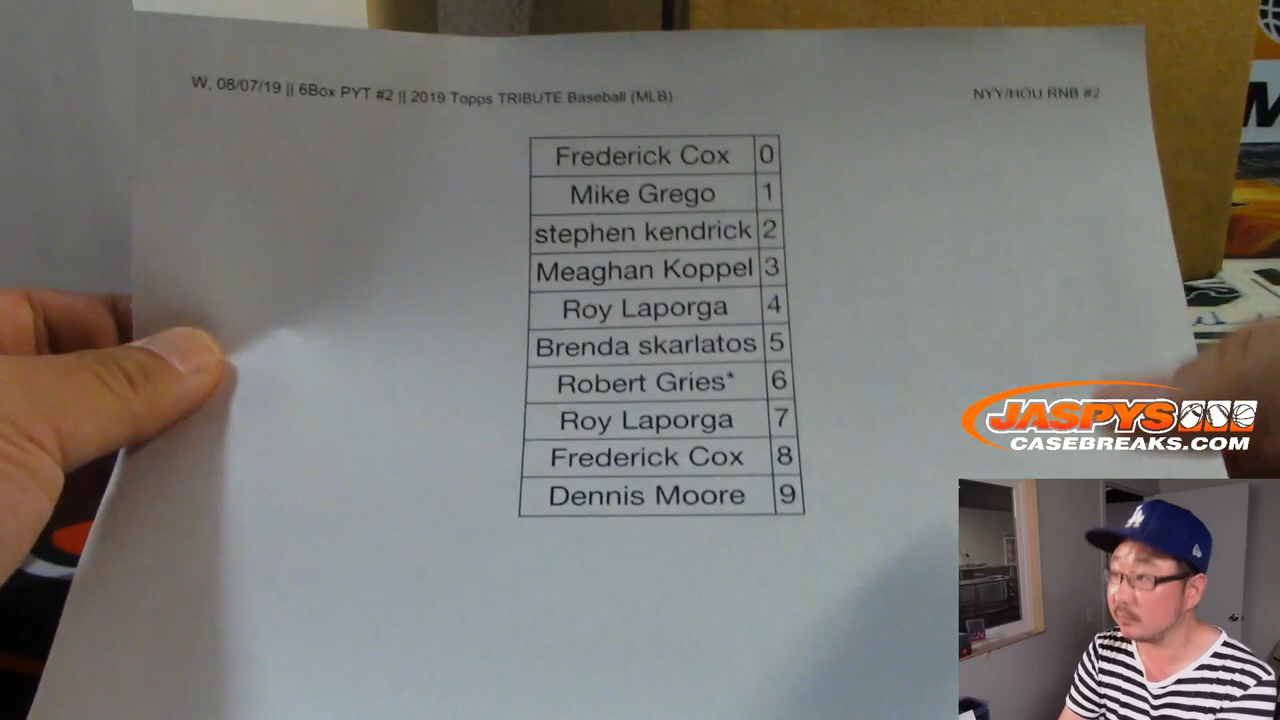 W, 08/07/19 || 6Box PYT #2 || 2019 Topps TRIBUTE Baseball (MLB)
NYY/HOU RNB #2
Frederick Cox 0
Mike Grego 1
stephen kendrick 2
Meaghan Koppel 3
Roy Laporga 4
Brenda skarlatos 5
Robert Gries* 6
Roy Laporga 7
Frederick Cox 8
Dennis Moore 9
JASPYS
CASEBREAKS.COM
LA